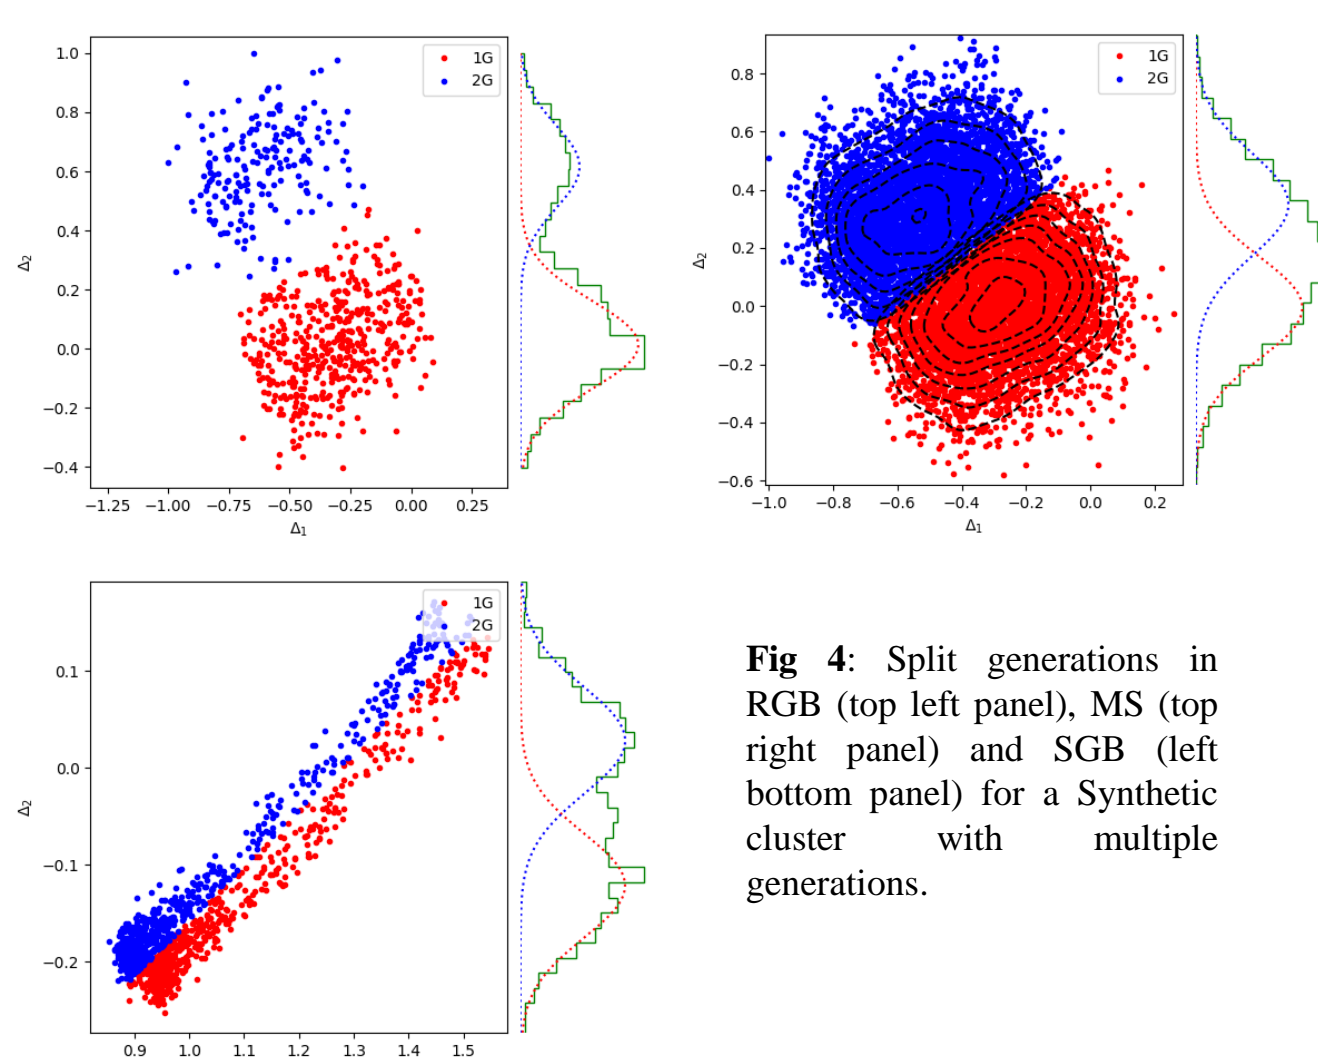 1G
2G
1.0
0.8
0.6
0.4
0.2
0.0
−0.2
−0.4
Δ2
−1.25 −1.00 −0.75 −0.50 −0.25 0.00 0.25
Δ1
1G
2G
0.8
0.6
0.4
0.2
0.0
−0.2
−0.4
−0.6
Δ2
−1.0 −0.8 −0.6 −0.4 −0.2 0.0 0.2
Δ1
1G
2G
0.1
0.0
−0.1
−0.2
Δ2
0.9 1.0 1.1 1.2 1.3 1.4 1.5
Fig 4: Split generations in
RGB (top left panel), MS (top
right panel) and SGB (left
bottom panel) for a Synthetic
cluster with multiple
generations.